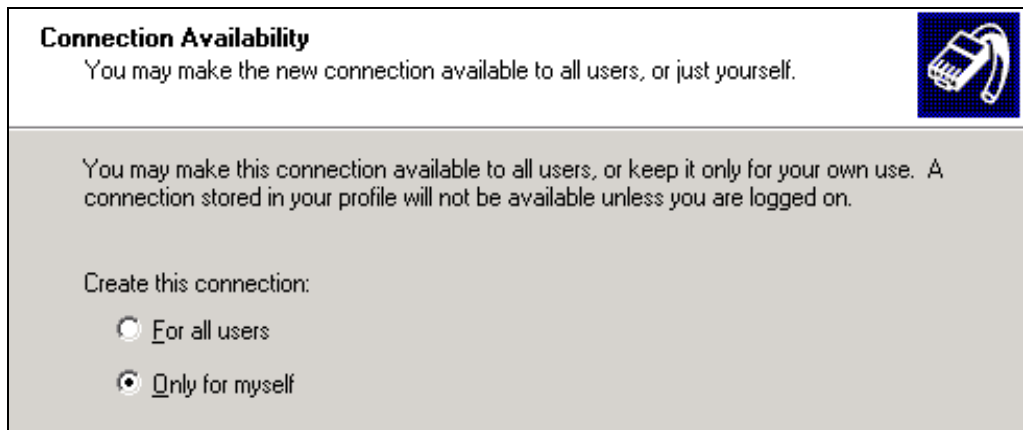 Connection Availability
You may make the new connection available to all users, or just yourself.
You may make this connection available to all users, or keep it only for your own use. A
connection stored in your profile will not be available unless you are logged on.
Create this connection:
For all users
Only for myself